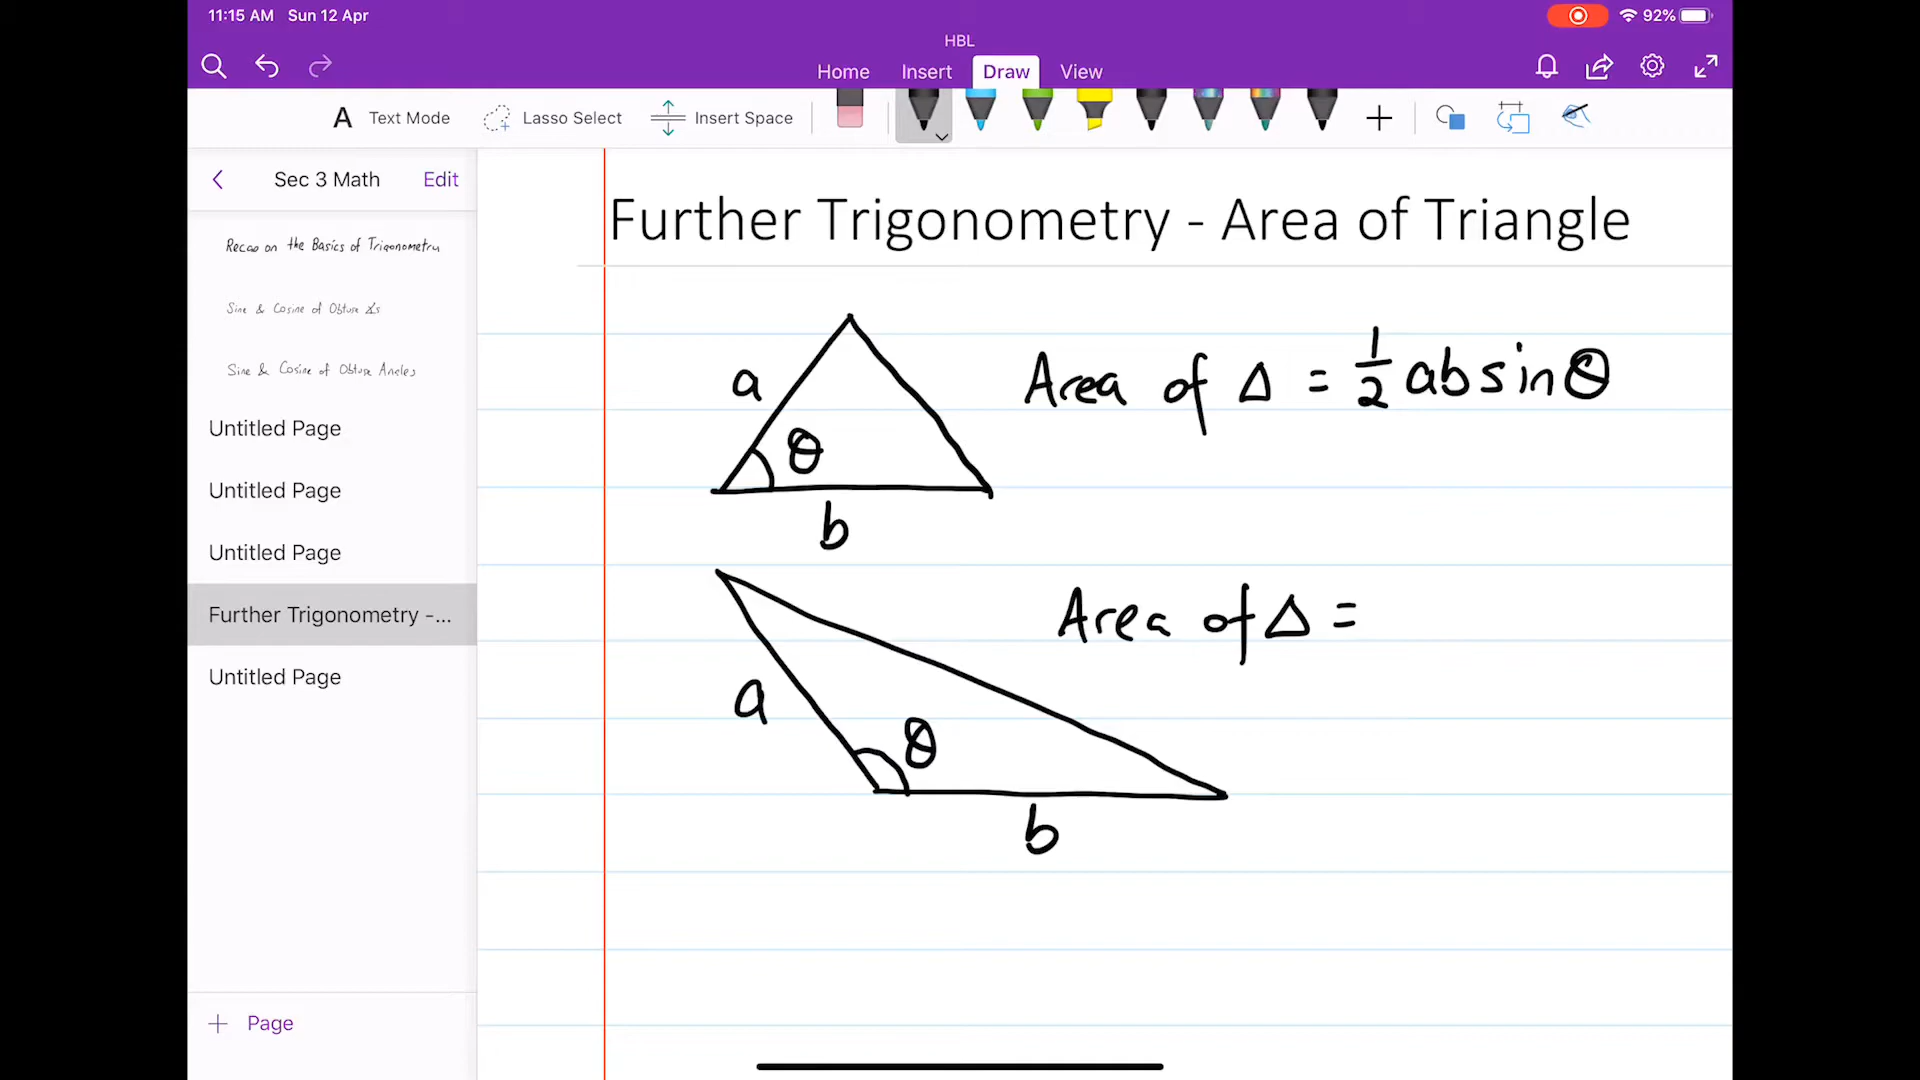 11:15 AM Sun 12 Apr
92%
HBL
Home Insert Draw View
A Text Mode Lasso Select Insert Space
Sec 3 Math Edit
Recap on the Basics of Trigonometry
Sine & Cosine of Obtuse ∠s
Sine & Cosine of Obtuse Angles
Untitled Page
Untitled Page
Untitled Page
Further Trigonometry -...
Untitled Page
+ Page
Further Trigonometry - Area of Triangle
a
θ
b
Area of Δ = 1/2 ab sin θ
Area of Δ =
a
θ
b